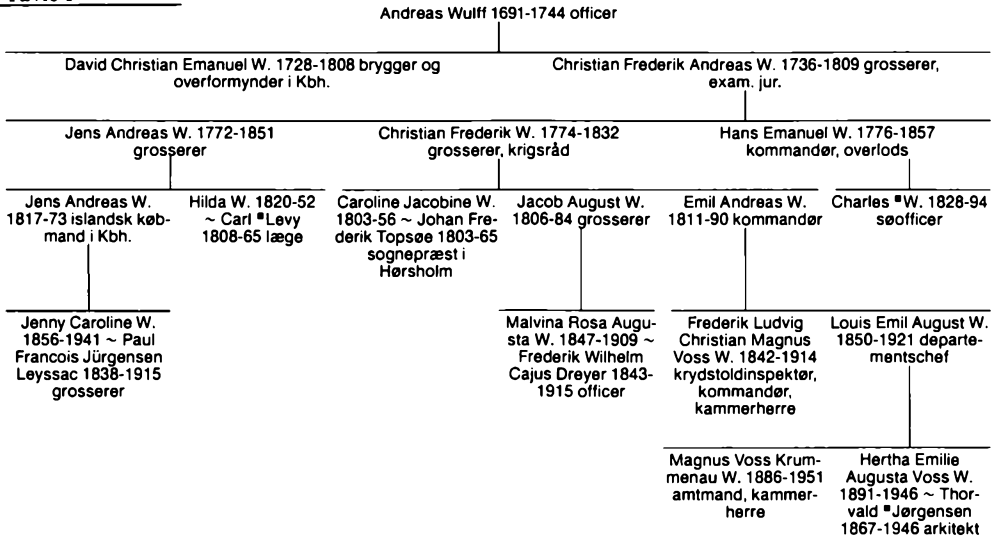 Andreas Wulff 1691-1744 officer
David Christian Emanuel W. 1728-1808 brygger og
overformynder i Kbh.
Christian Frederik Andreas W. 1736-1809 grosserer,
exam. jur.
Jens Andreas W. 1772-1851
grosserer
Christian Frederik W. 1774-1832
grosserer, krigsråd
Hans Emanuel W. 1776-1857
kommandør, overlods
Jens Andreas W.
1817-73 islandsk køb-
mand i Kbh.
Hilda W. 1820-52
~ Carl *Levy
1808-65 læge
Caroline Jacobine W.
1803-56 ~ Johan Fre-
derik Topsøe 1803-65
sognepræst i
Hørsholm
Jacob August W.
1806-84 grosserer
Emil Andreas W.
1811-90 kommandør
Charles *W. 1828-94
søofficer
Jenny Caroline W.
1856-1941 ~ Paul
Francois Jürgensen
Leyssac 1838-1915
grosserer
Malvina Rosa Augu-
sta W. 1847-1909 ~
Frederik Wilhelm
Cajus Dreyer 1843-
1915 officer
Frederik Ludvig
Christian Magnus
Voss W. 1842-1914
krydstoldinspektør,
kommandør,
kammerherre
Louis Emil August W.
1850-1921 departe-
mentschef
Magnus Voss Krum-
menau W. 1886-1951
amtmand, kammer-
herre
Hertha Emilie
Augusta Voss W.
1891-1946 ~ Thor-
vald *Jørgensen
1867-1946 arkitekt